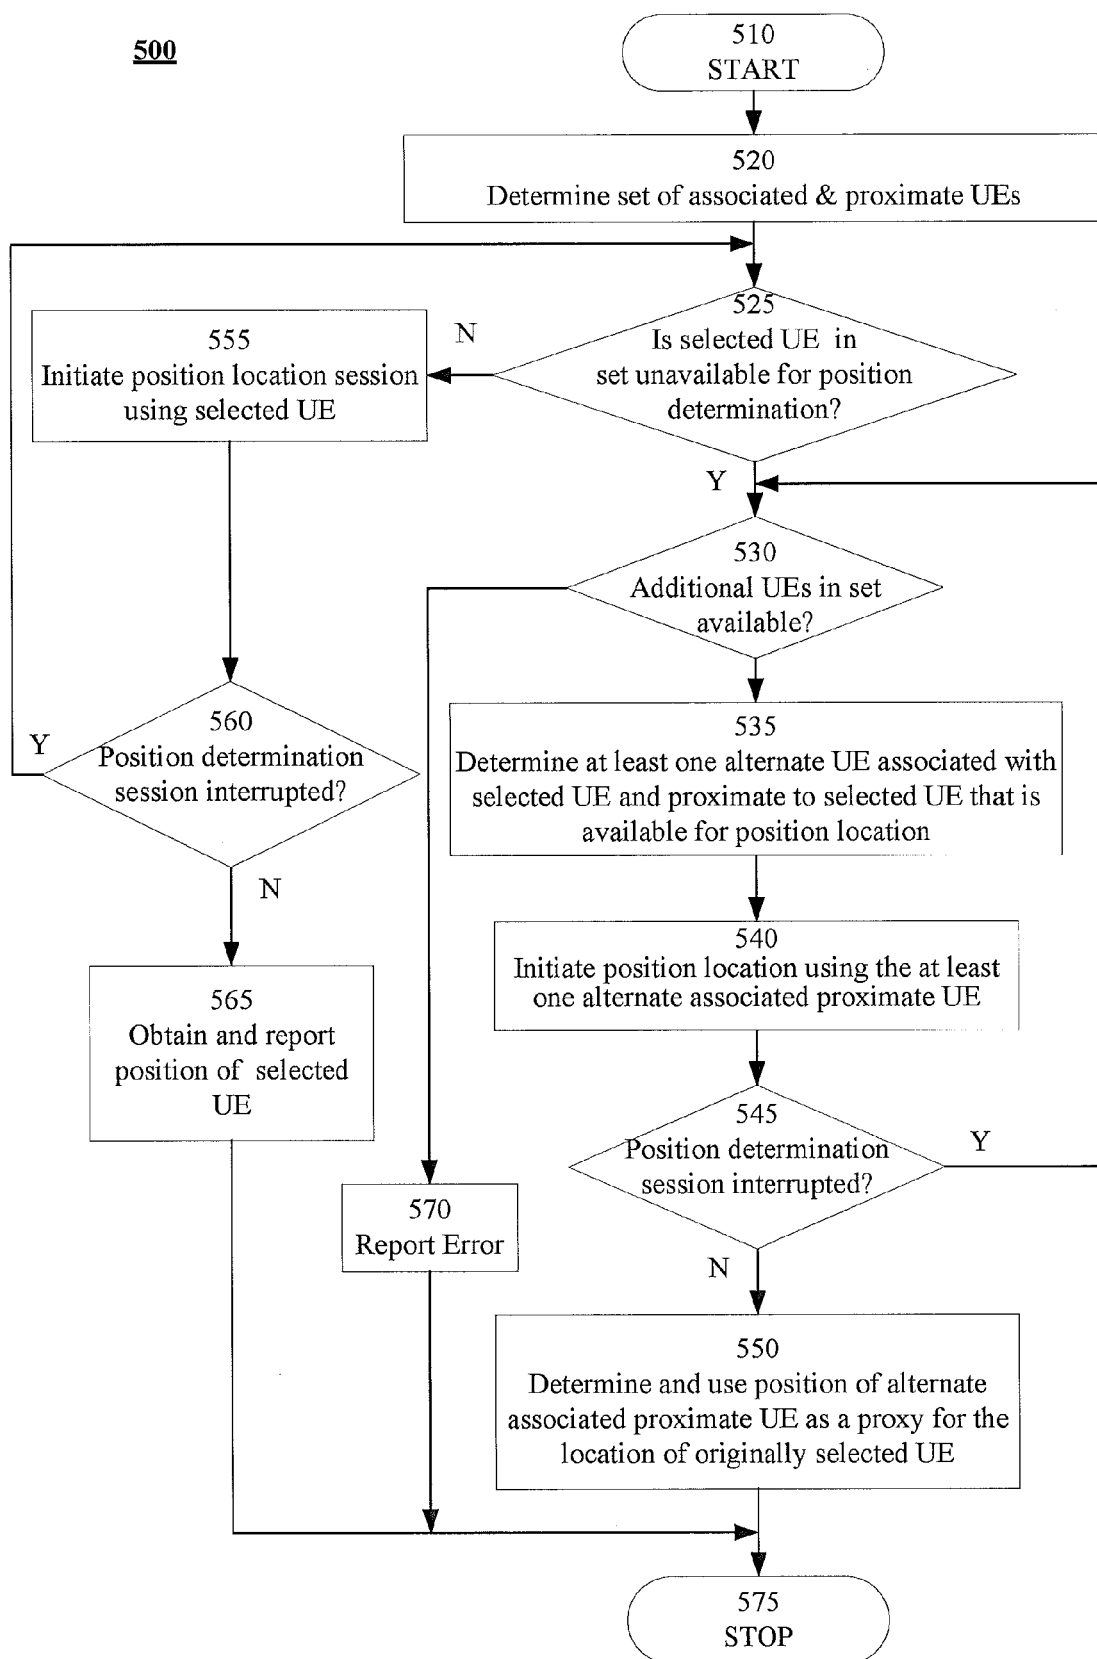 500
510
START
520
Determine set of associated & proximate UEs
525
Is selected UE in
set unavailable for position
determination?
N
555
Initiate position location session
using selected UE
Y
530
Additional UEs in set
available?
560
Position determination
session interrupted?
Y
N
535
Determine at least one alternate UE associated with
selected UE and proximate to selected UE that is
available for position location
540
Initiate position location using the at least
one alternate associated proximate UE
565
Obtain and report
position of selected
UE
545
Position determination
session interrupted?
Y
N
570
Report Error
550
Determine and use position of alternate
associated proximate UE as a proxy for the
location of originally selected UE
575
STOP